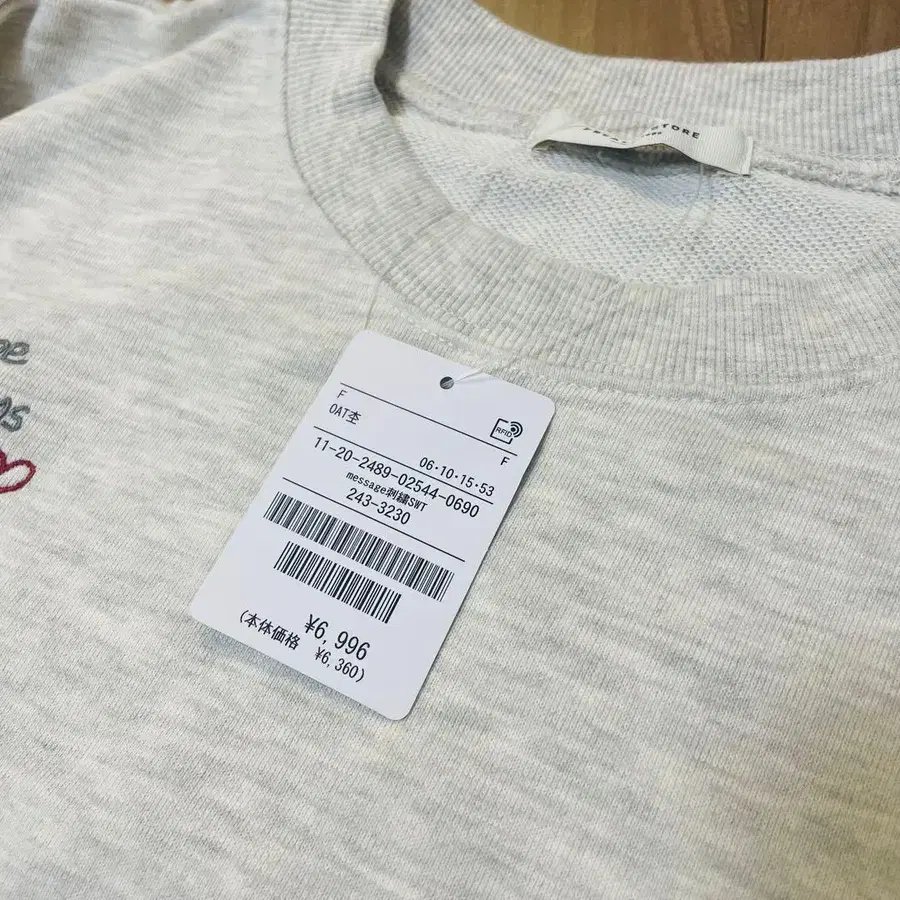 STORE
F
OAT杢
RFID
06・10・15・53 F
11-20-2489-02544-0690
message刺繍SWT
243-3230
¥6,996
(本体価格 ¥6,360)